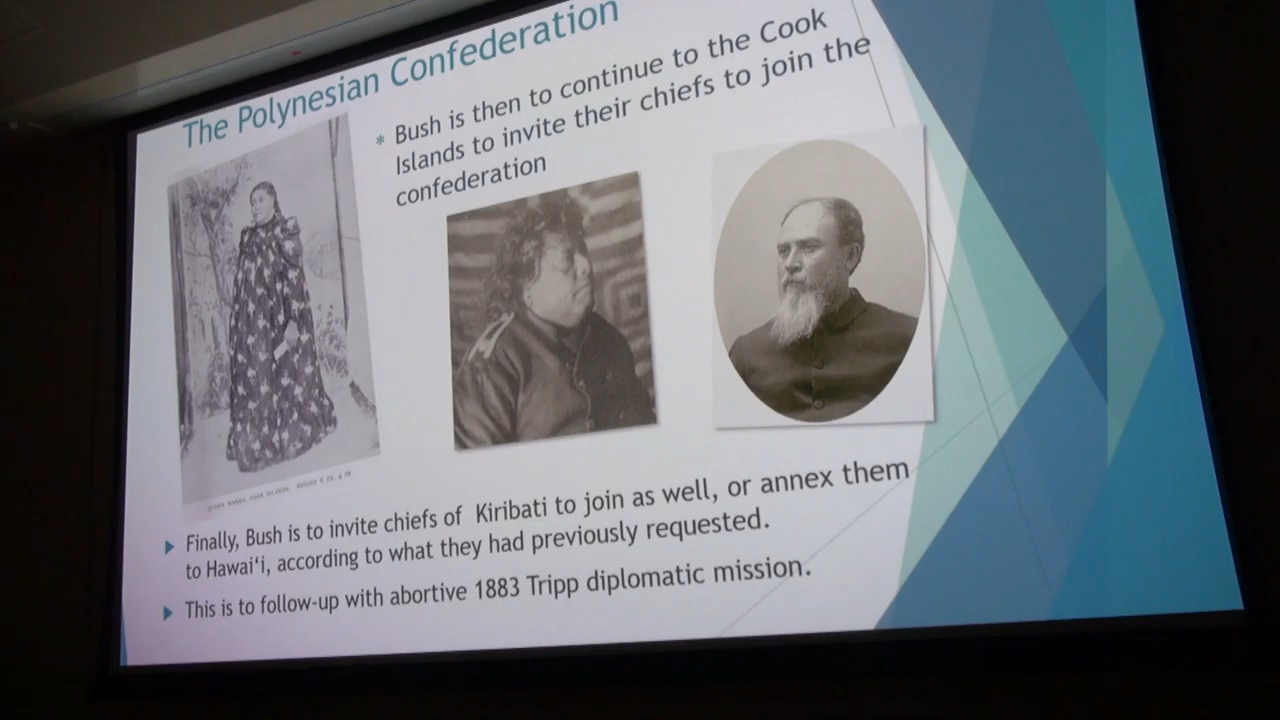 The Polynesian Confederation
* Bush is then to continue to the Cook
Islands to invite their chiefs to join the
confederation
Finally, Bush is to invite chiefs of Kiribati to join as well, or annex them
to Hawaiʻi, according to what they had previously requested.
This is to follow-up with abortive 1883 Tripp diplomatic mission.